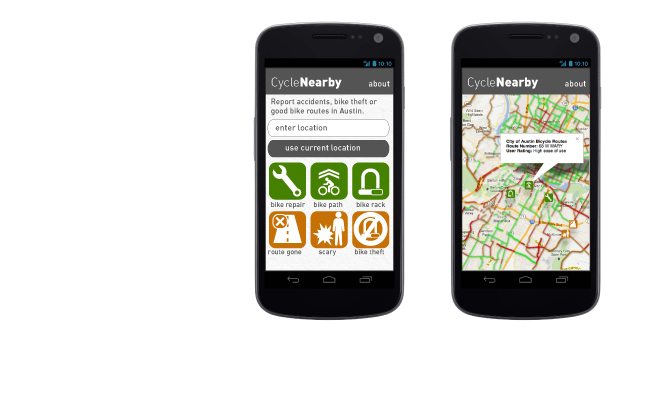 10:10
CycleNearby
about
Report accidents, bike theft or
good bike routes in Austin.
enter location
use current location
bike repair
bike path
bike rack
route gone
scary
bike theft
10:10
CycleNearby
about
City of Austin Bicycle Routes
Route Number: 65 W MARY
User Rating: High ease of use